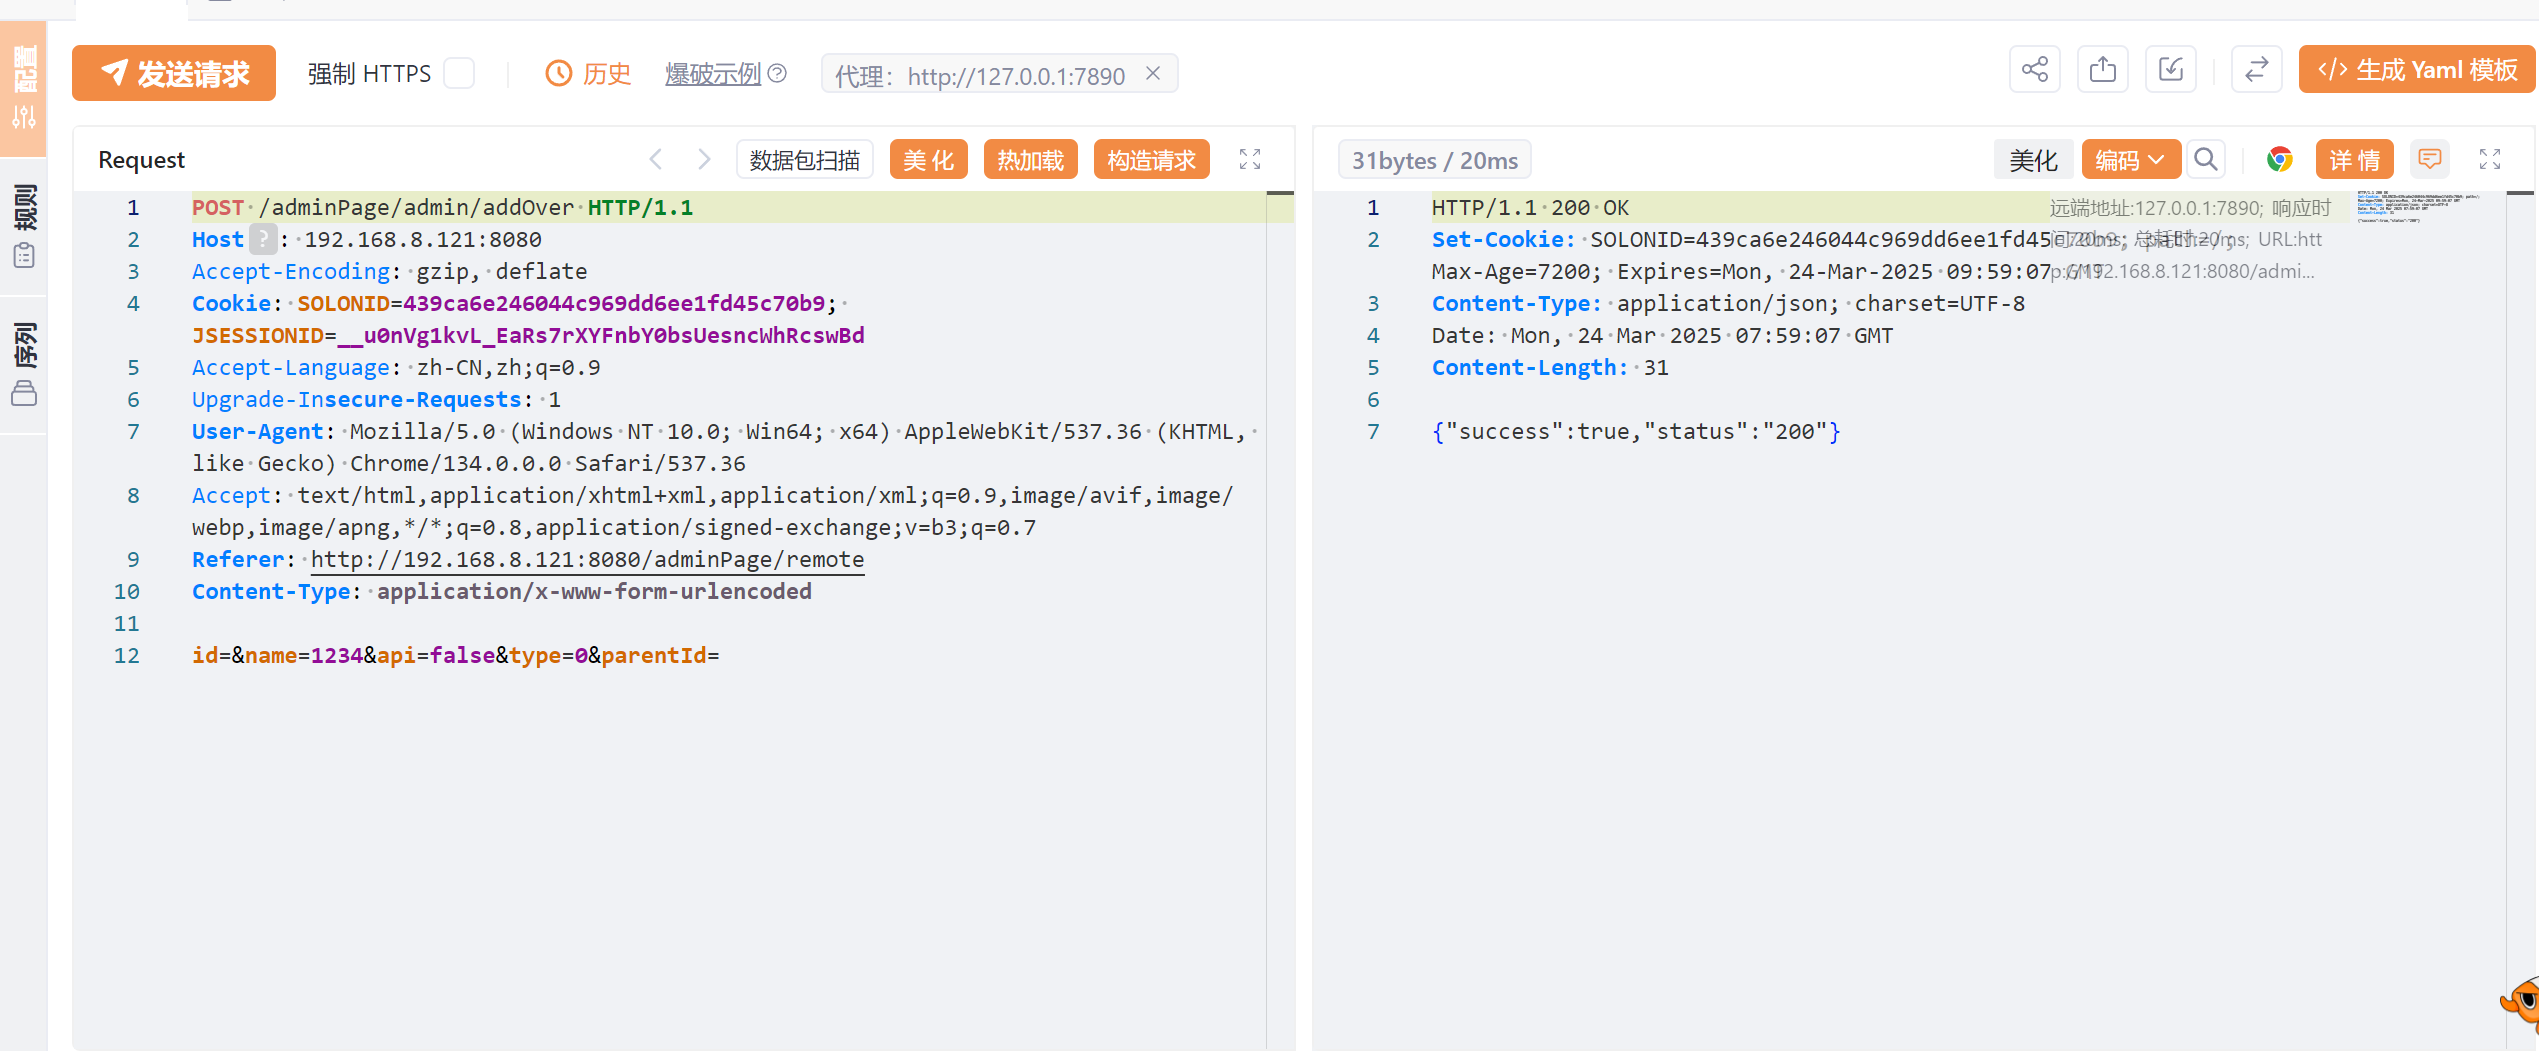 发送请求
强制 HTTPS
历史
爆破示例
代理：http://127.0.0.1:7890
生成 Yaml 模板
配置
规则
序列
Request
数据包扫描
美 化
热加载
构造请求
1 POST /adminPage/admin/addOver HTTP/1.1
2 Host ? : 192.168.8.121:8080
3 Accept-Encoding: gzip, deflate
4 Cookie: SOLONID=439ca6e246044c969dd6ee1fd45c70b9;
JSESSIONID=__u0nVg1kvL_EaRs7rXYFnbY0bsUesncWhRcswBd
5 Accept-Language: zh-CN,zh;q=0.9
6 Upgrade-Insecure-Requests: 1
7 User-Agent: Mozilla/5.0 (Windows NT 10.0; Win64; x64) AppleWebKit/537.36 (KHTML,
like Gecko) Chrome/134.0.0.0 Safari/537.36
8 Accept: text/html,application/xhtml+xml,application/xml;q=0.9,image/avif,image/
webp,image/apng,*/*;q=0.8,application/signed-exchange;v=b3;q=0.7
9 Referer: http://192.168.8.121:8080/adminPage/remote
10 Content-Type: application/x-www-form-urlencoded
11
12 id=&name=1234&api=false&type=0&parentId=
31bytes / 20ms
美化
编码
详 情
1 HTTP/1.1 200 OK
远端地址:127.0.0.1:7890; 响应时
2 Set-Cookie: SOLONID=439ca6e246044c969dd6ee1fd45c70b9; path=/;
间:20ms; 总耗时:20ms; URL:htt
Max-Age=7200; Expires=Mon, 24-Mar-2025 09:59:07 GMT
p://192.168.8.121:8080/admi...
3 Content-Type: application/json; charset=UTF-8
4 Date: Mon, 24 Mar 2025 07:59:07 GMT
5 Content-Length: 31
6
7 {"success":true,"status":"200"}